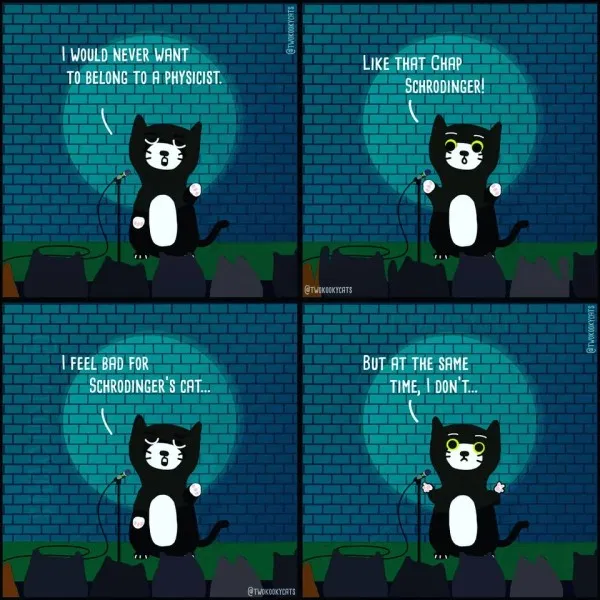 I WOULD NEVER WANT
TO BELONG TO A PHYSICIST.
@TWOKOOKYCATS
LIKE THAT CHAP
SCHRODINGER!
@TWOKOOKYCATS
I FEEL BAD FOR
SCHRODINGER'S CAT...
@TWOKOOKYCATS
BUT AT THE SAME
TIME, I DON'T...
@TWOKOOKYCATS